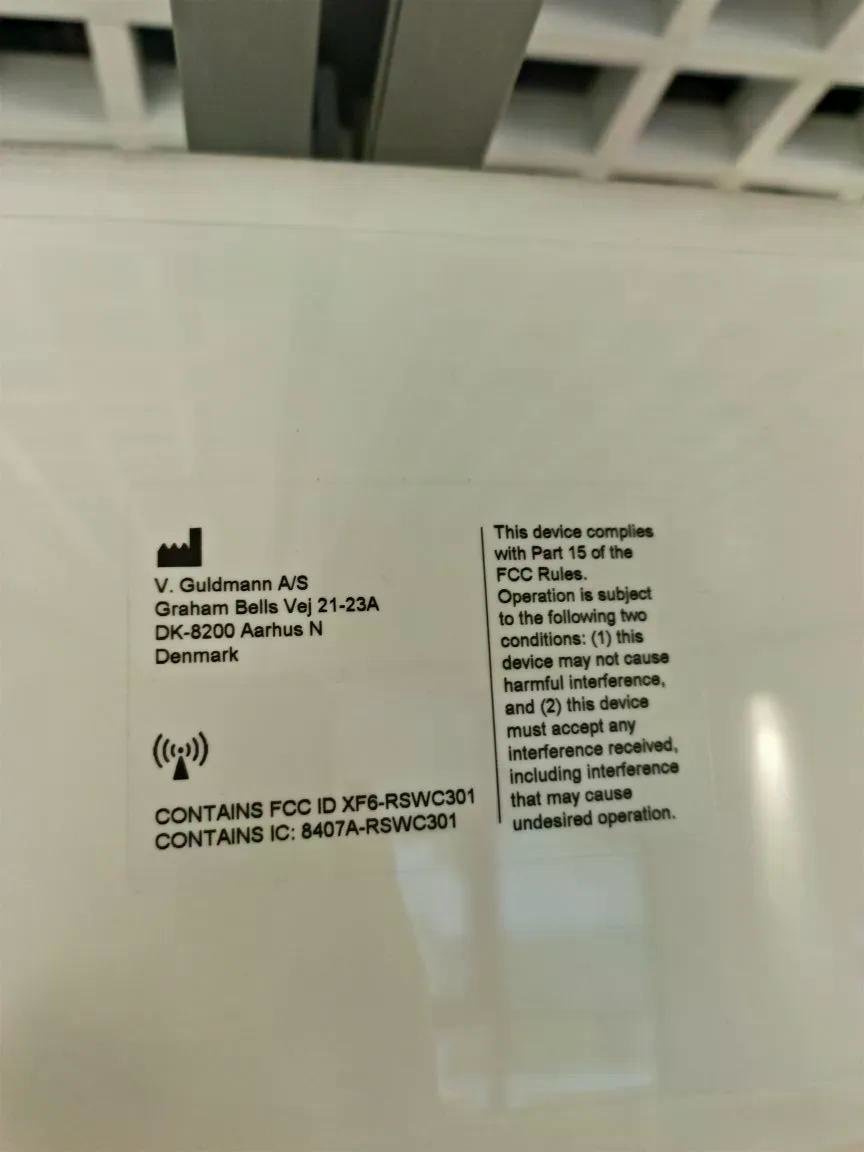 V. Guldmann A/S
Graham Bells Vej 21-23A
DK-8200 Aarhus N
Denmark
CONTAINS FCC ID XF6-RSWC301
CONTAINS IC: 8407A-RSWC301
This device complies
with Part 15 of the
FCC Rules.
Operation is subject
to the following two
conditions: (1) this
device may not cause
harmful interference,
and (2) this device
must accept any
interference received,
including interference
that may cause
undesired operation.